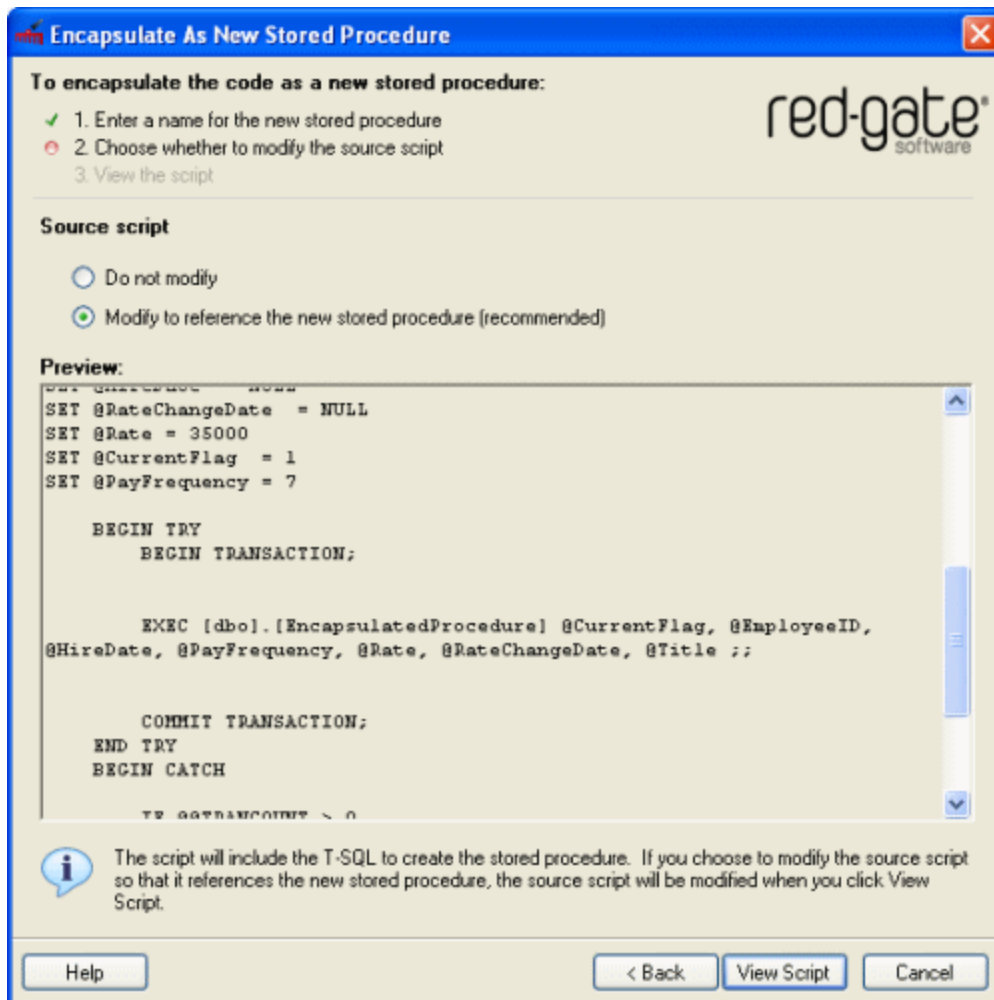 Encapsulate As New Stored Procedure
To encapsulate the code as a new stored procedure:
1. Enter a name for the new stored procedure
2. Choose whether to modify the source script
3. View the script
red-gate
software
Source script
Do not modify
Modify to reference the new stored procedure (recommended)
Preview:
SET @RateChangeDate  = NULL
SET @Rate = 35000
SET @CurrentFlag  = 1
SET @PayFrequency = 7
BEGIN TRY
BEGIN TRANSACTION;
EXEC [dbo].[EncapsulatedProcedure] @CurrentFlag, @EmployeeID,
@HireDate, @PayFrequency, @Rate, @RateChangeDate, @Title ;;
COMMIT TRANSACTION;
END TRY
BEGIN CATCH
IF @@TRANCOUNT > 0
The script will include the T-SQL to create the stored procedure.  If you choose to modify the source script
so that it references the new stored procedure, the source script will be modified when you click View
Script.
Help
< Back
View Script
Cancel